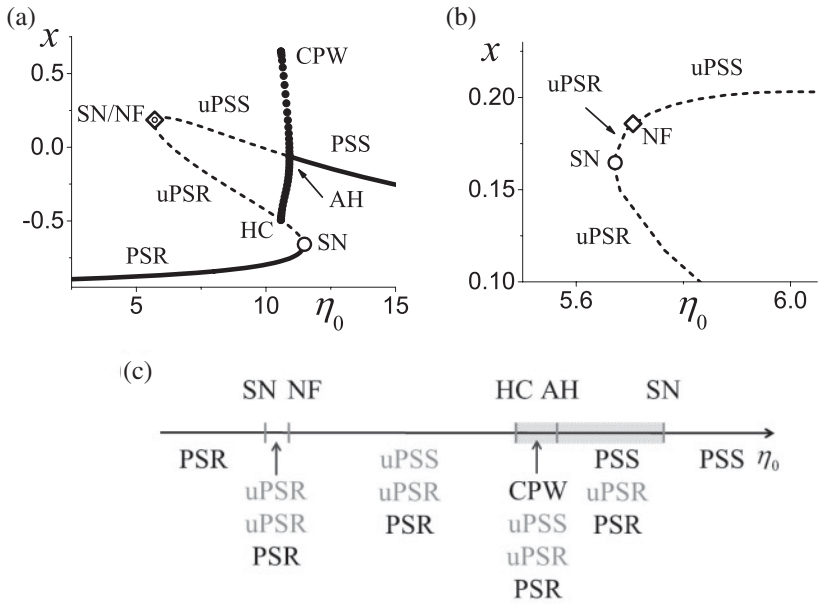 (a)
x
0.5
0.0
-0.5
CPW
SN/NF
uPSS
PSS
uPSR
AH
HC
SN
PSR
5
10
15
η₀
(b)
x
0.20
0.15
0.10
uPSS
uPSR
NF
SN
uPSR
5.6
6.0
η₀
(c)
SN NF HC AH SN
PSR uPSS PSS PSS η₀
uPSR uPSR CPW uPSR
uPSR PSR uPSS PSR
PSR uPSR
PSR